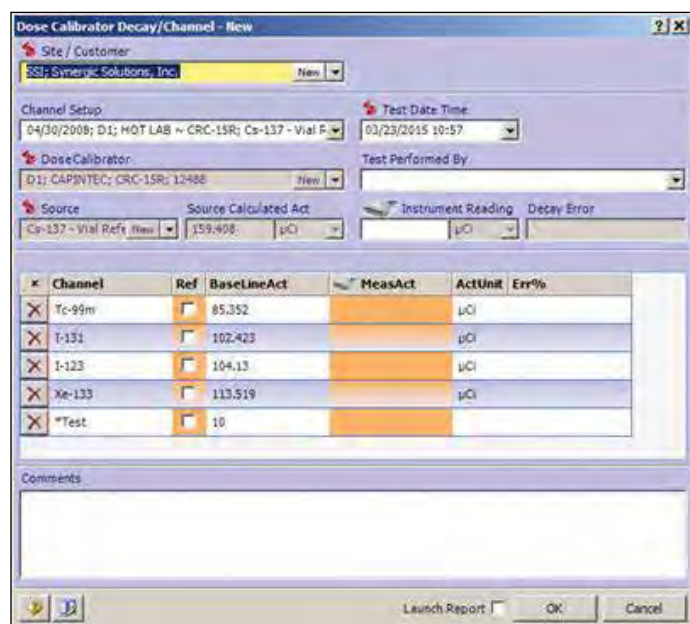 Dose Calibrator Decay/Channel - New
Site / Customer
SSI; Synergic Solutions, Inc. New
Channel Setup Test Date Time
04/30/2008; D1; HOT LAB ~ CRC-15R; Cs-137 - Vial R 03/23/2015 10:57
DoseCalibrator Test Performed By
D1; CAPINTEC; CRC-15R; 12488 New
Source Source Calculated Act Instrument Reading Decay Error
Cs-137 - Vial Refe New 159.408 µCi µCi
× Channel Ref BaseLineAct MeasAct ActUnit Err%
Tc-99m 85.352 µCi
I-131 102.423 µCi
I-123 104.13 µCi
Xe-133 113.519 µCi
*Test 10
Comments
Launch Report OK Cancel